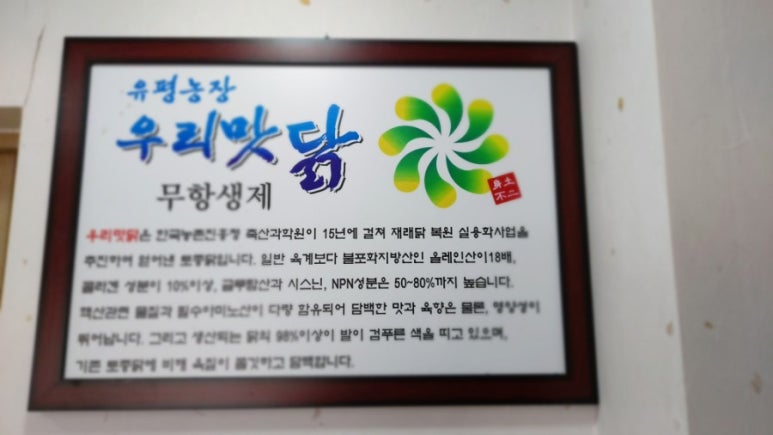 유평농장
우리맛닭
무항생제
身土
不二
우리맛닭은 한국농촌진흥청 축산과학원이 15년에 걸쳐 재래닭 복원 실용화사업을
추진하여 얻어낸 토종닭입니다. 일반 육계보다 불포화지방산인 올레인산이18배,
콜라겐 성분이 10%이상, 글루탐산과 시스닌, NPN성분은 50~80%까지 높습니다.
핵산관련 물질과 필수아미노산이 다량 함유되어 담백한 맛과 육향은 물론, 영양성이
뛰어납니다. 그리고 생산되는 닭의 98%이상이 발이 검푸른 색을 띠고 있으며,
기존 토종닭에 비해 육질이 쫄깃하고 담백합니다.